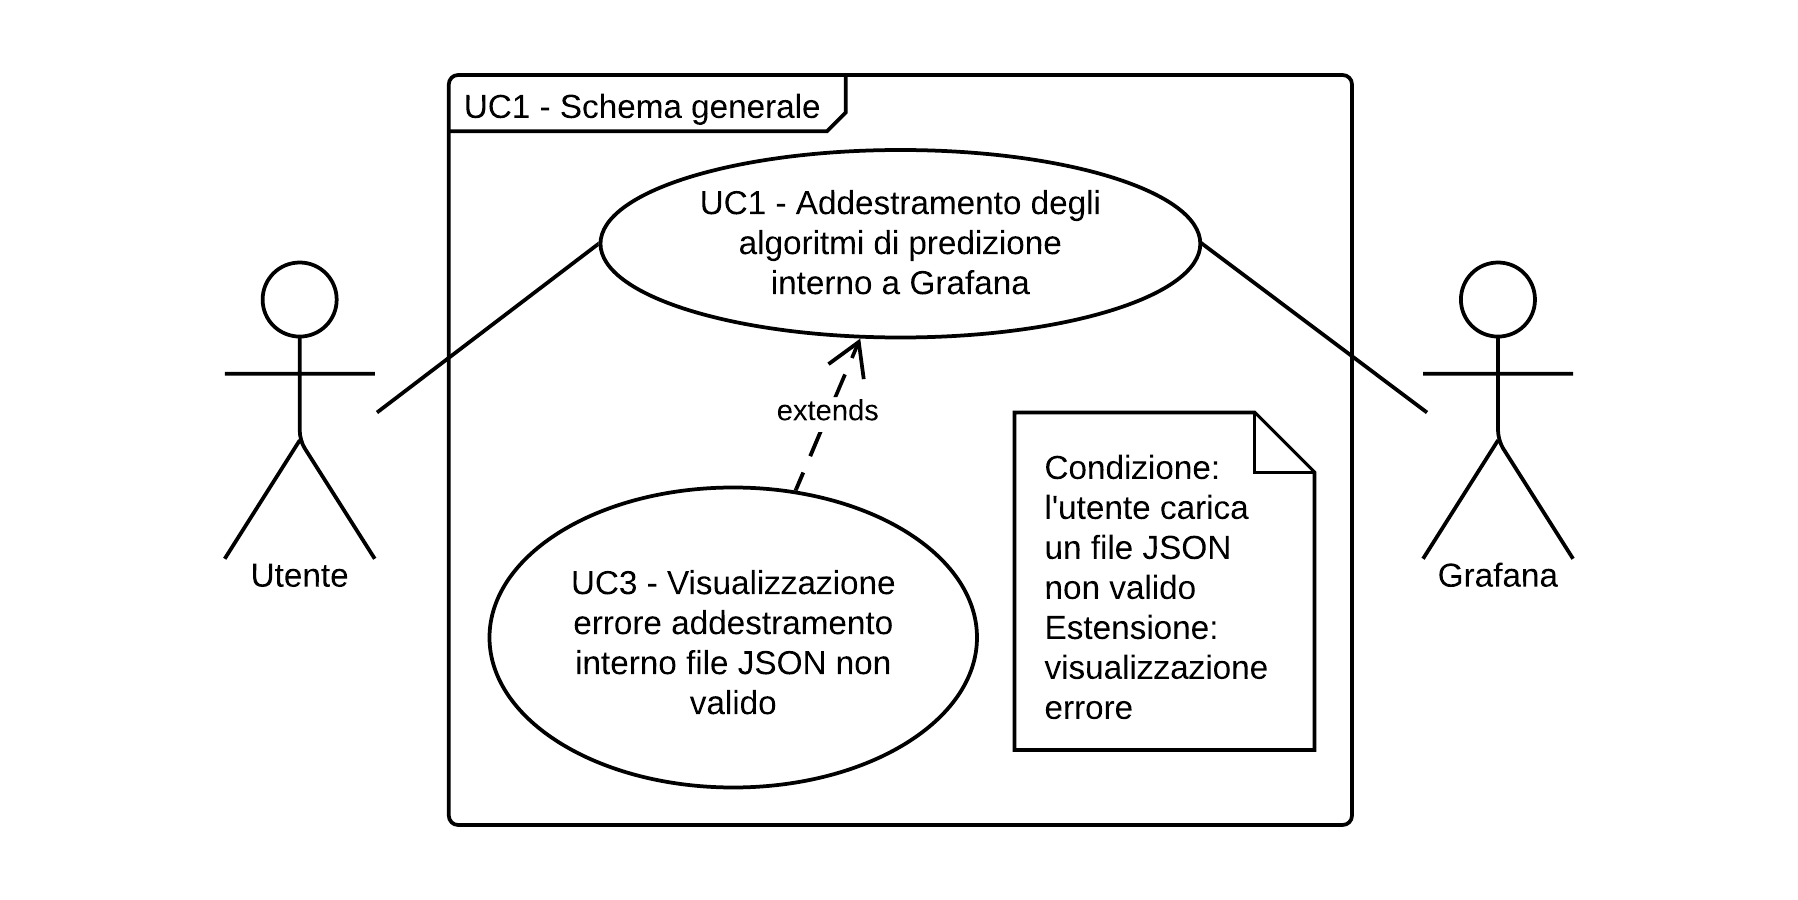 UC1 - Schema generale
UC1 - Addestramento degli
algoritmi di predizione
interno a Grafana
extends
Condizione:
l'utente carica
un file JSON
non valido
Estensione:
visualizzazione
errore
UC3 - Visualizzazione
errore addestramento
interno file JSON non
valido
Utente
Grafana